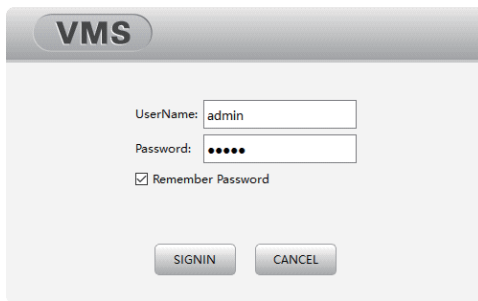 VMS
UserName: admin
Password: •••••
Remember Password
SIGNIN CANCEL